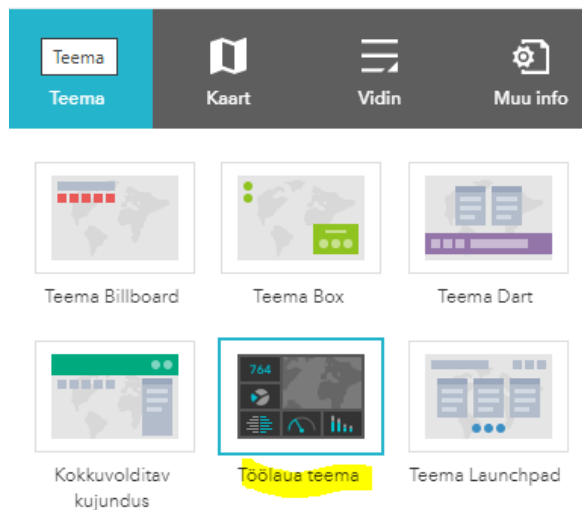 Teema
Teema
Kaart
Vidin
Muu info
Teema Billboard
Teema Box
Teema Dart
764
Kokkuvolditav
kujundus
Töölaua teema
Teema Launchpad